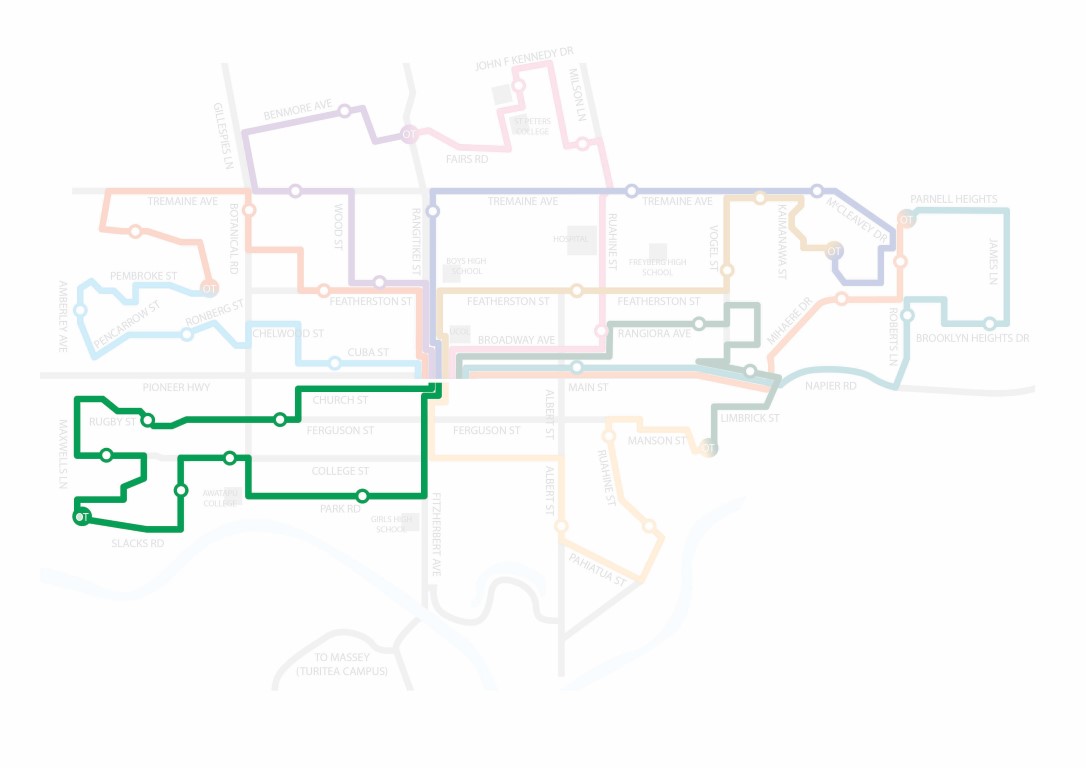 JOHN F KENNEDY DR
MILSON LN
GILLESPIES LN
BENMORE AVE
OT
ST PETERS
COLLEGE
FAIRS RD
TREMAINE AVE
TREMAINE AVE
TREMAINE AVE
PARNELL HEIGHTS
BOTANICAL RD
WOOD ST
RANGITIKEI ST
RUAHINE ST
VOGEL ST
KAIMANAWA ST
MCCLEAVEY DR
OT
JAMES LN
HOSPITAL
FREYBERG HIGH
SCHOOL
OT
BOYS HIGH
SCHOOL
PEMBROKE ST
OT
AMBERLEY AVE
PENCARROW ST
RONBERG ST
FEATHERSTON ST
FEATHERSTON ST
FEATHERSTON ST
MIHAERE DR
ROBERTS LN
CHELWOOD ST
UCOL
BROADWAY AVE
RANGIORA AVE
BROOKLYN HEIGHTS DR
CUBA ST
PIONEER HWY
MAIN ST
NAPIER RD
CHURCH ST
ALBERT ST
LIMBRICK ST
RUGBY ST
MAXWELLS LN
FERGUSON ST
FERGUSON ST
MANSON ST
OT
COLLEGE ST
RUAHINE ST
AWATAPU
COLLEGE
PARK RD
ALBERT ST
OT
GIRLS HIGH
SCHOOL
FITZHERBERT AVE
SLACKS RD
PAHIATUA ST
TO MASSEY
(TURITEA CAMPUS)